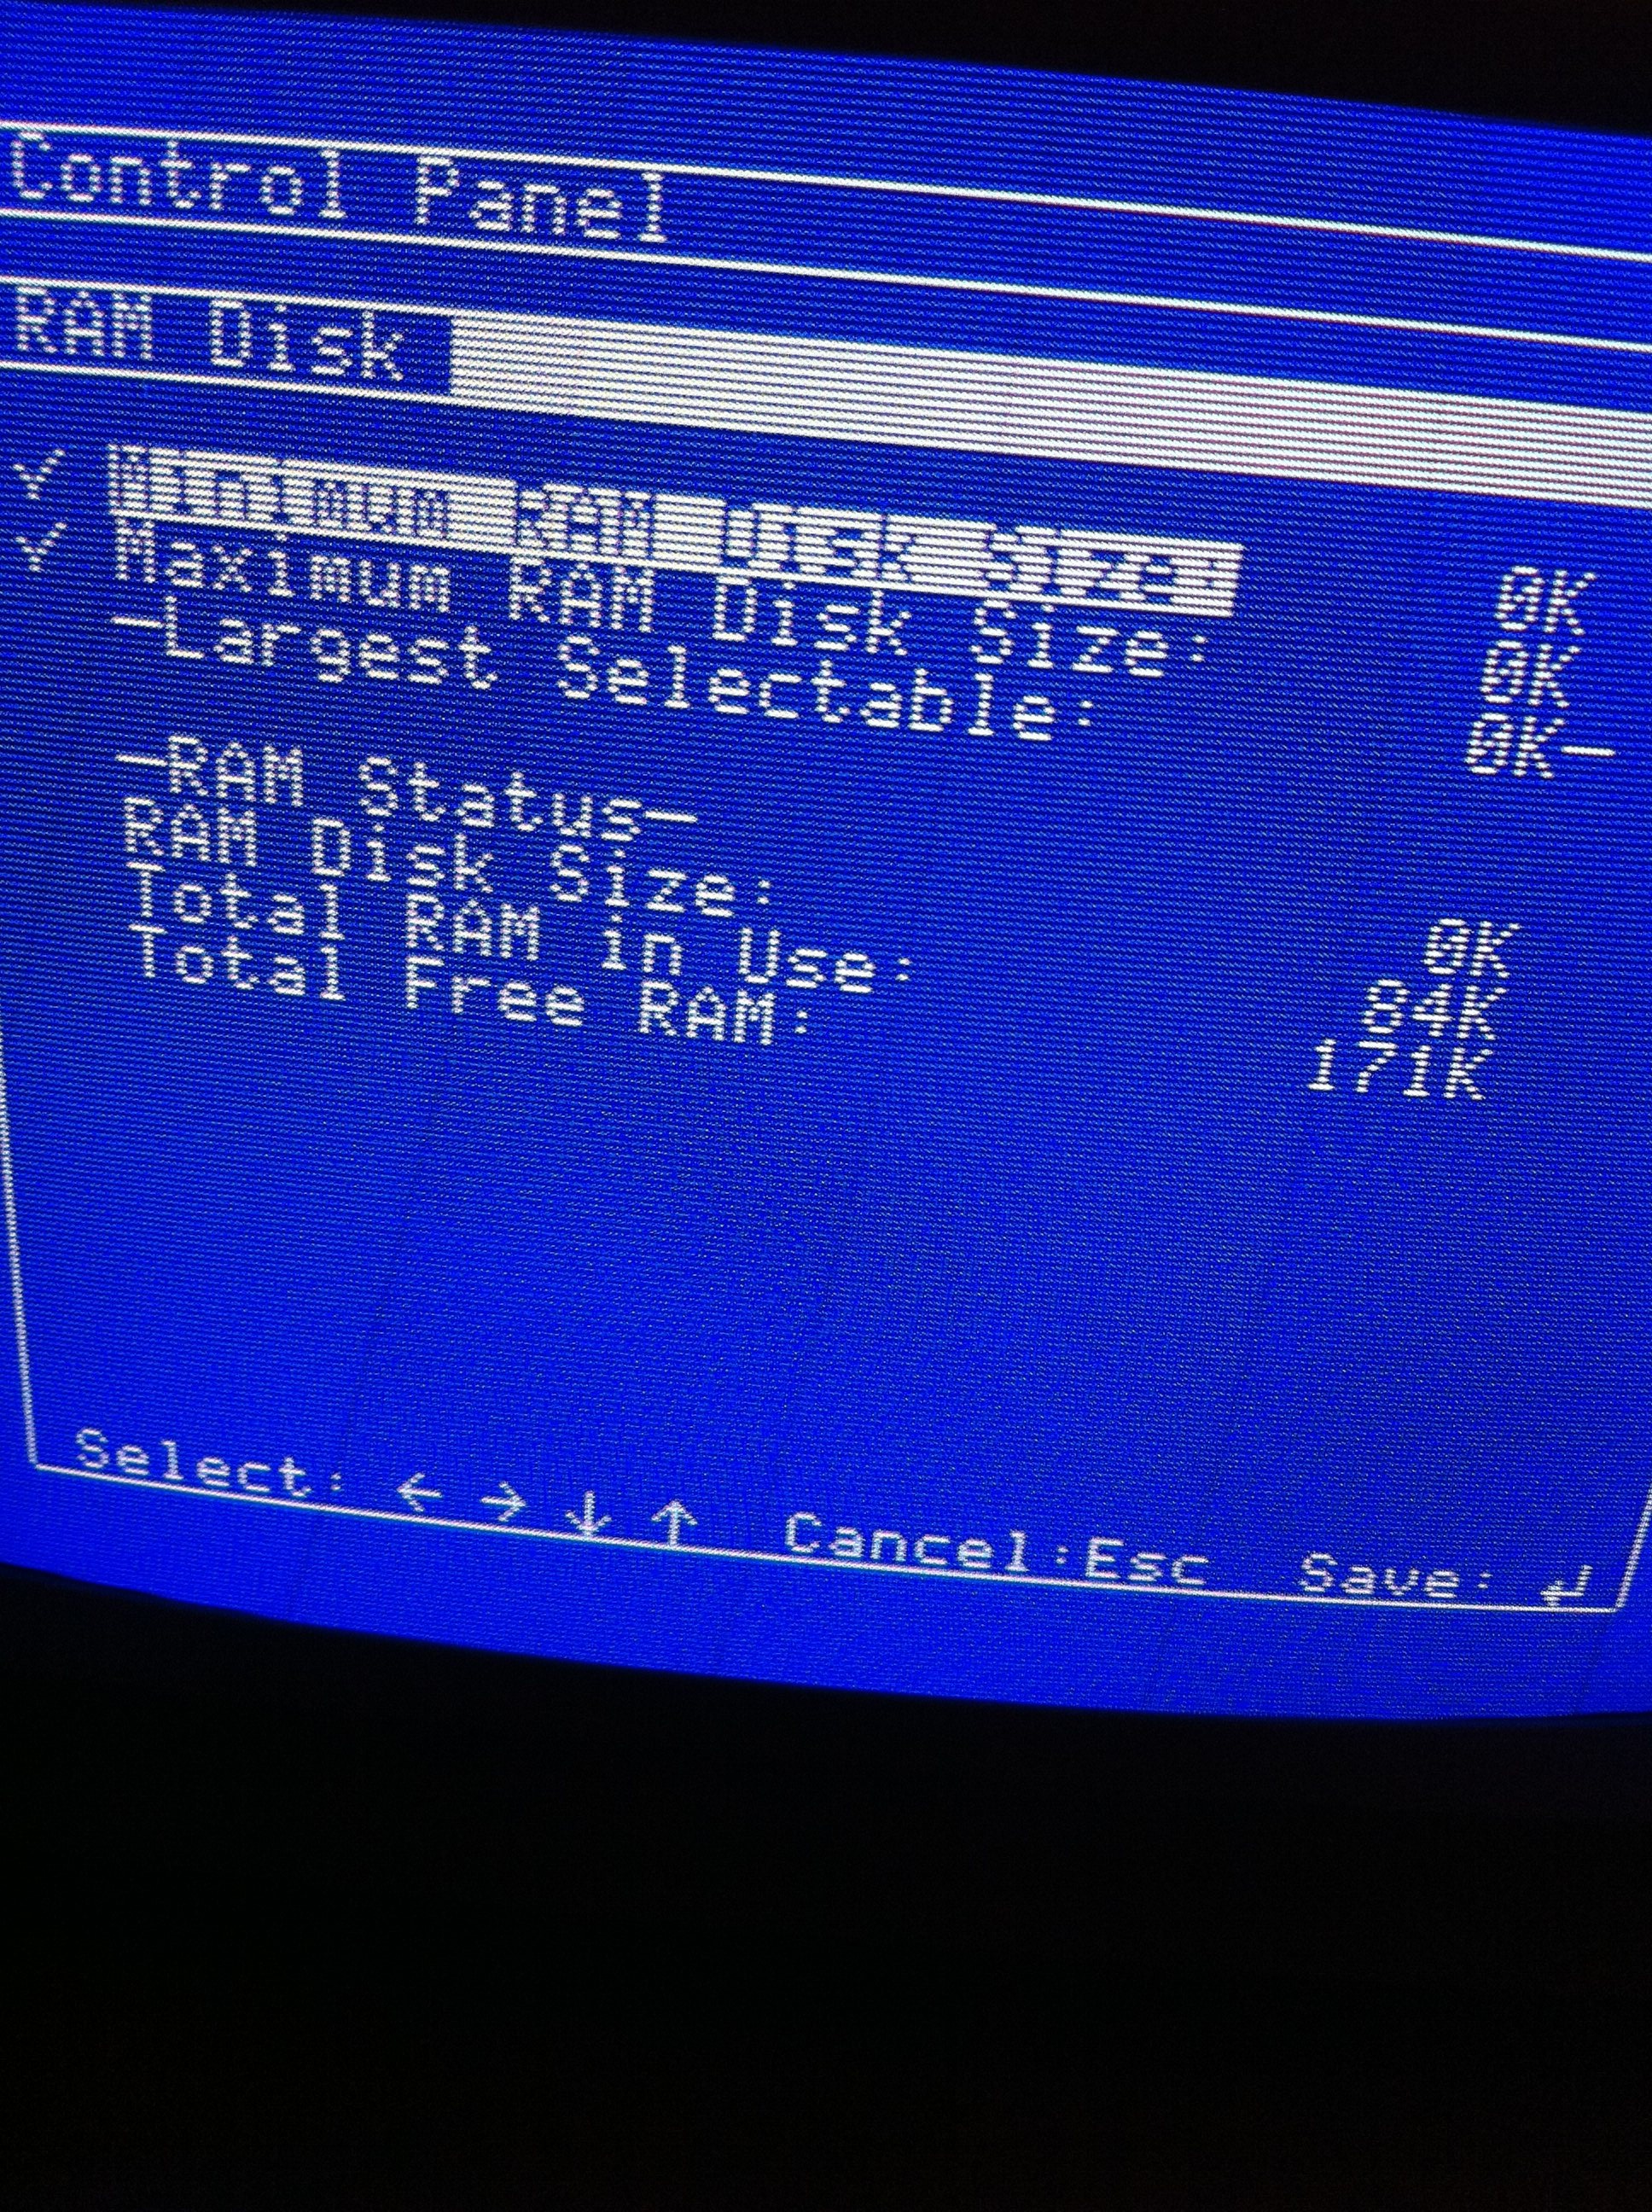 Control Panel
RAM Disk
✓ Minimum RAM Disk Size: 0K
✓ Maximum RAM Disk Size: 0K
—Largest Selectable: 0K—
—RAM Status—
RAM Disk Size: 0K
Total RAM in Use: 84K
Total Free RAM: 171K
Select: ← → ↓ ↑ Cancel:Esc Save: ↵